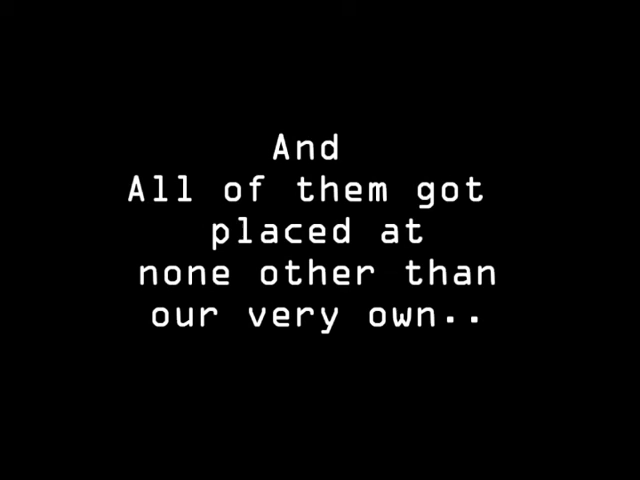 And
All of them got
placed at
none other than
our very own..